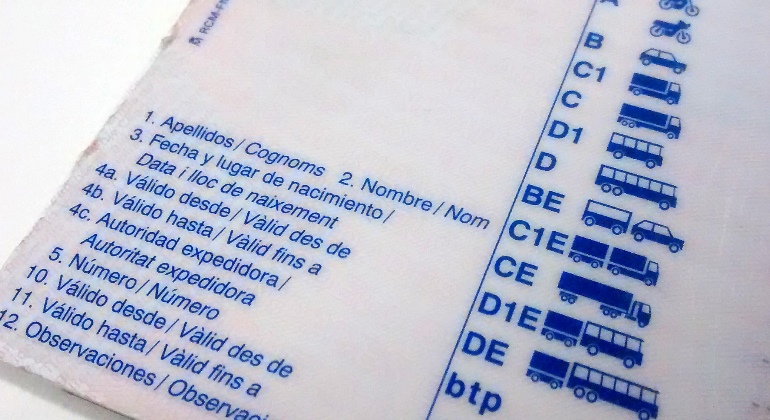 RCM-FN
1. Apellidos / Cognoms 2. Nombre / Nom
3. Fecha y lugar de nacimiento /
Data i lloc de naixement
4a. Válido desde / Vàlid des de
4b. Válido hasta / Vàlid fins a
4c. Autoridad expedidora /
Autoritat expedidora
5. Número / Número
10. Válido desde / Vàlid des de
11. Válido hasta / Vàlid fins a
12. Observaciones / Observaci
A
B
C1
C
D1
D
BE
C1E
CE
D1E
DE
btp